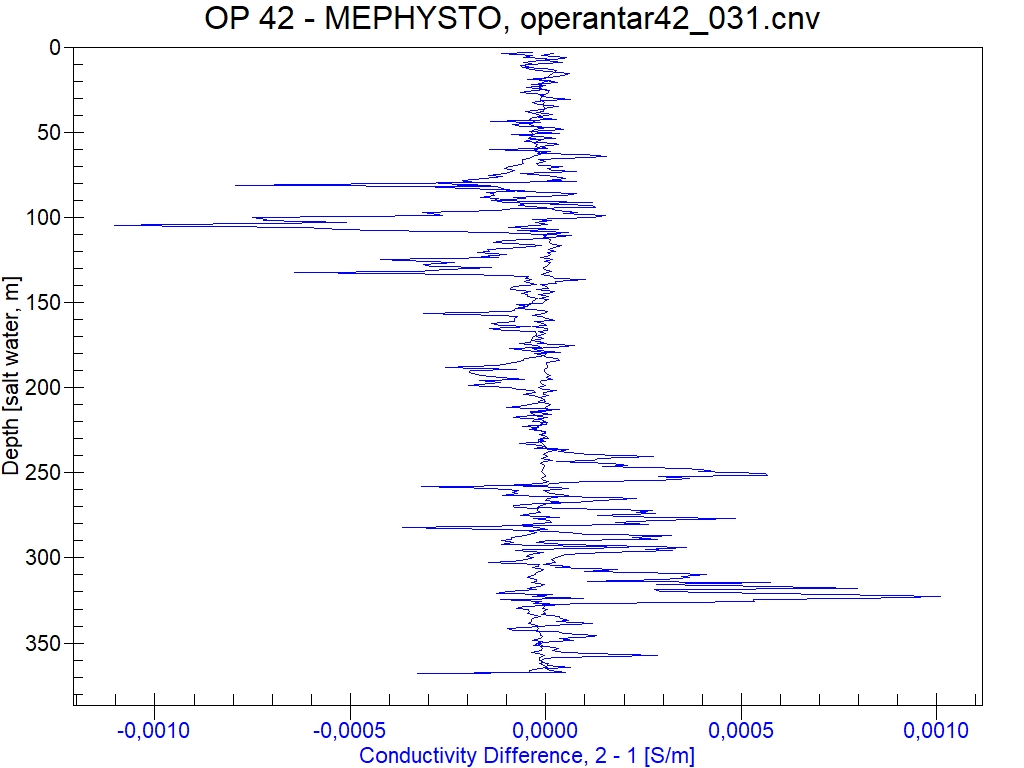 OP 42 - MEPHYSTO, operantar42_031.cnv
0
50
100
150
200
250
300
350
Depth [salt water, m]
-0,0010 -0,0005 0,0000 0,0005 0,0010
Conductivity Difference, 2 - 1 [S/m]